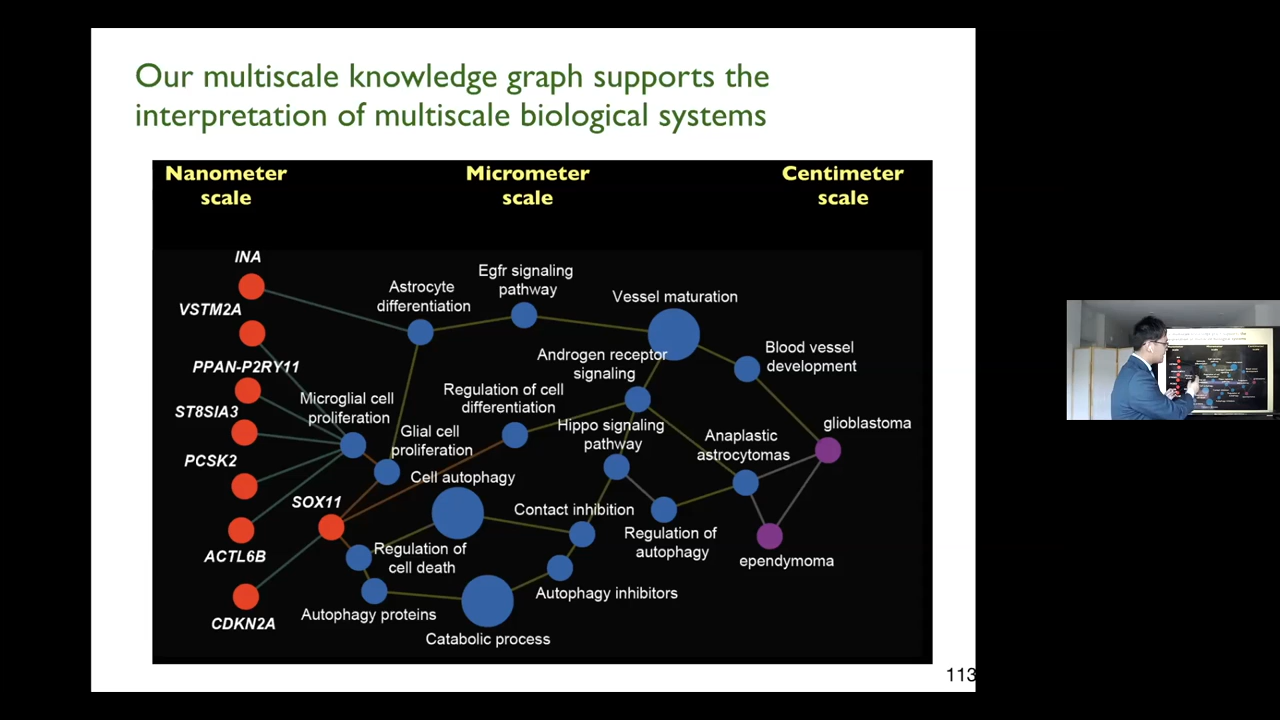 Our multiscale knowledge graph supports the
interpretation of multiscale biological systems
Nanometer
scale
Micrometer
scale
Centimeter
scale
INA
VSTM2A
PPAN-P2RY11
ST8SIA3
PCSK2
SOX11
ACTL6B
CDKN2A
Astrocyte
differentiation
Egfr signaling
pathway
Vessel maturation
Androgen receptor
signaling
Blood vessel
development
Microglial cell
proliferation
Regulation of cell
differentiation
Glial cell
proliferation
Hippo signaling
pathway
Anaplastic
astrocytomas
glioblastoma
Cell autophagy
Contact inhibition
Regulation of
autophagy
ependymoma
Regulation of
cell death
Autophagy inhibitors
Autophagy proteins
Catabolic process
113